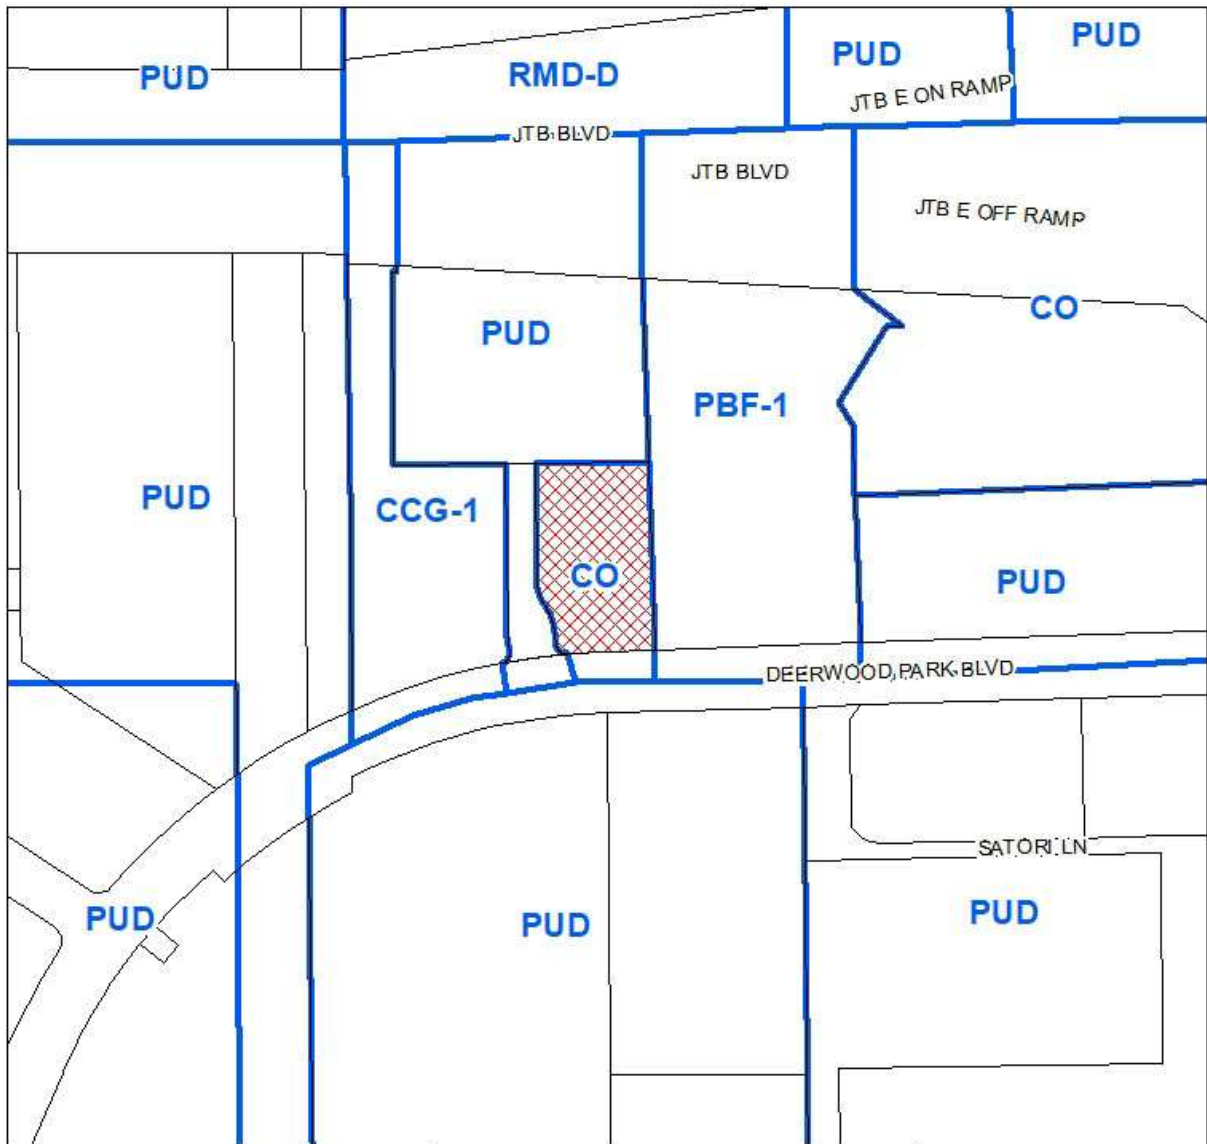 PUD
PUD
PUD
RMD-D
JTB E ON RAMP
JTB BLVD
JTB BLVD
JTB E OFF RAMP
CO
PUD
PBF-1
PUD
CCG-1
CO
PUD
DEERWOOD PARK BLVD
SATORI LN
PUD
PUD
PUD